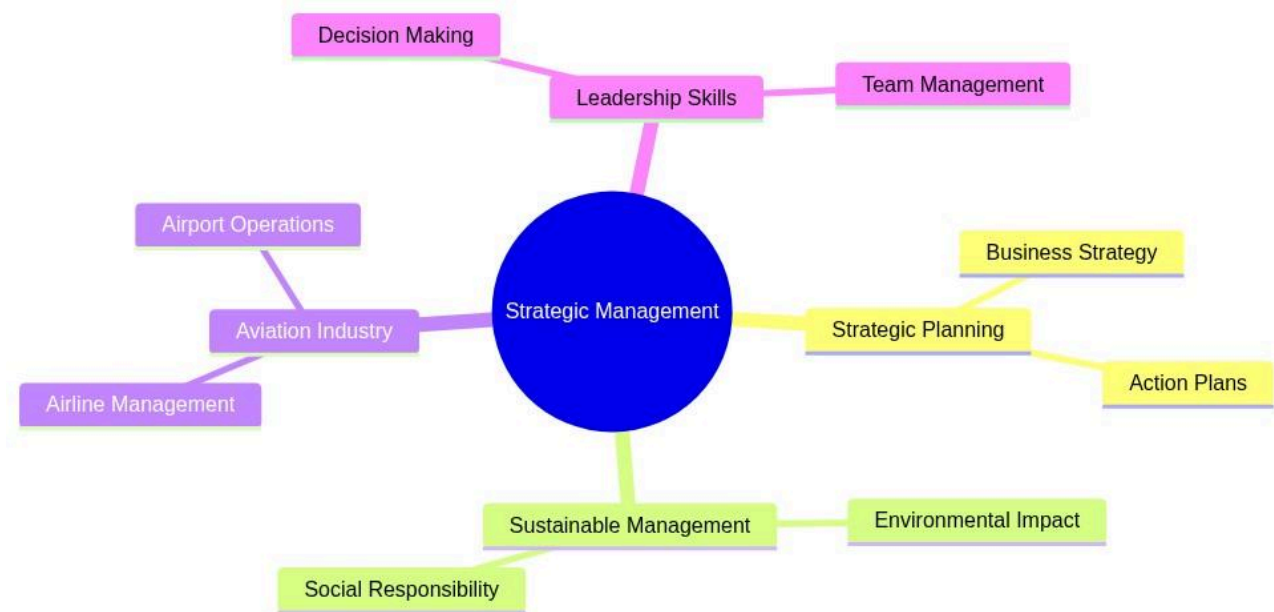 Decision Making
Leadership Skills
Team Management
Airport Operations
Business Strategy
Strategic Management
Aviation Industry
Strategic Planning
Airline Management
Action Plans
Sustainable Management
Environmental Impact
Social Responsibility